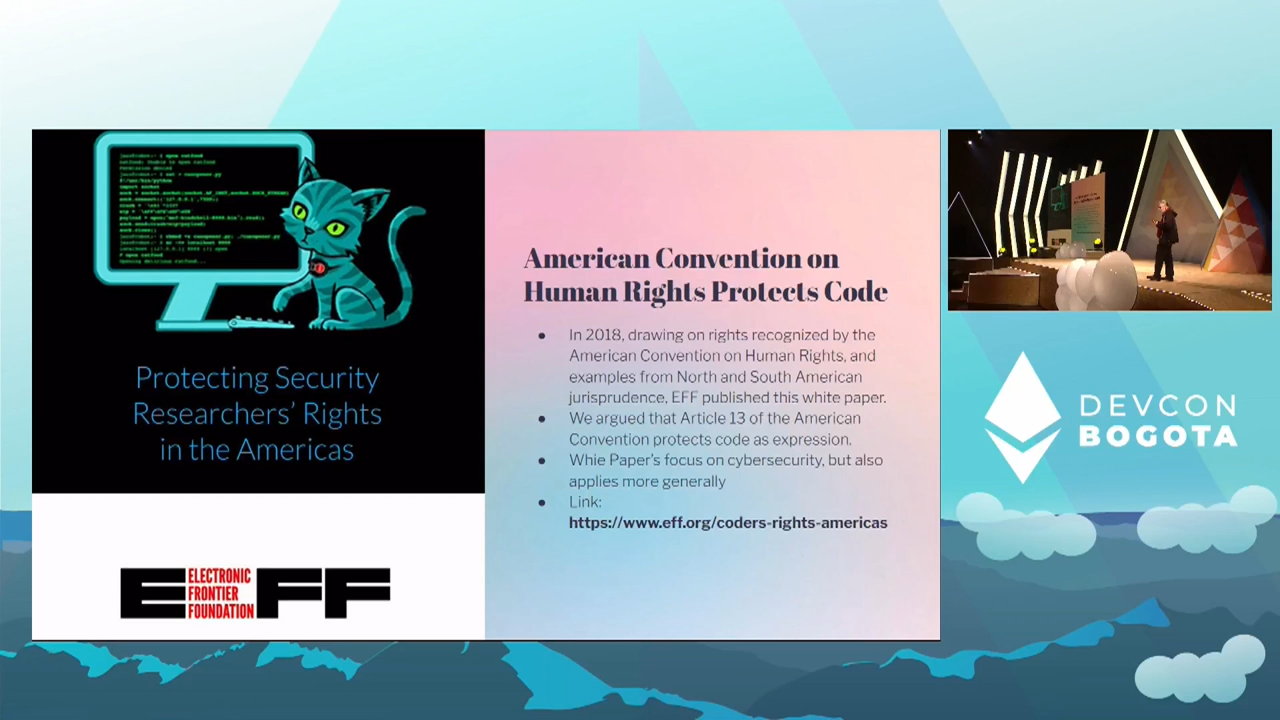 Protecting Security
Researchers' Rights
in the Americas
EFF
ELECTRONIC
FRONTIER
FOUNDATION
American Convention on
Human Rights Protects Code
● In 2018, drawing on rights recognized by the
American Convention on Human Rights, and
examples from North and South American
jurisprudence, EFF published this white paper.
● We argued that Article 13 of the American
Convention protects code as expression.
● Whie Paper's focus on cybersecurity, but also
applies more generally
● Link:
https://www.eff.org/coders-rights-americas
DEVCON
BOGOTA